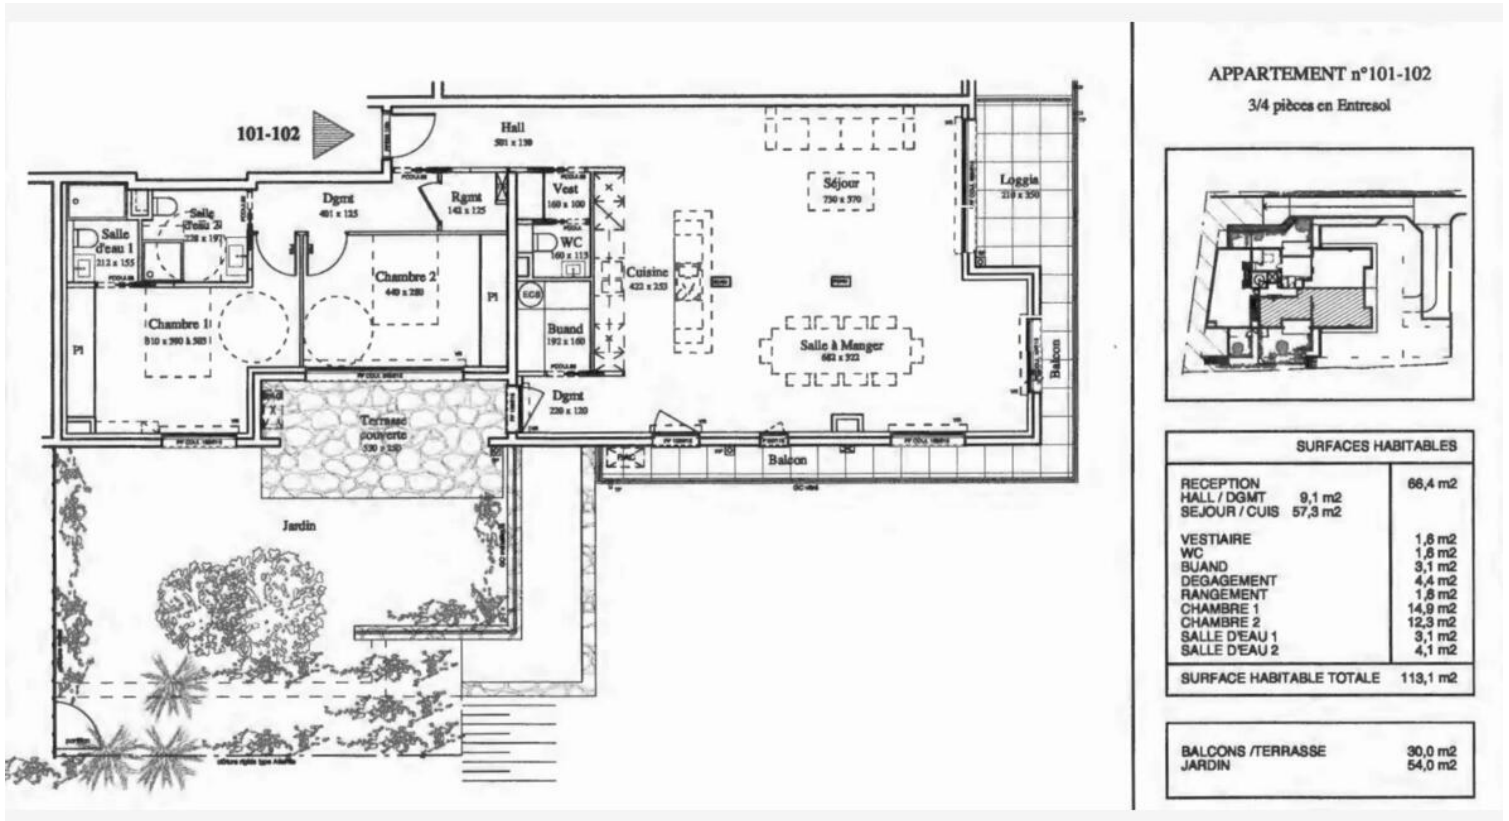 101-102
Hall
501 x 130
Séjour
730 x 370
Loggia
210 x 350
Vest
160 x 100
Rgmt
142 x 125
Dgmt
401 x 125
Salle
d'eau 2
228 x 197
Salle
d'eau 1
212 x 155
WC
160 x 113
Cuisine
422 x 253
Chambre 2
440 x 280
Pl
ECS
Buand
192 x 160
Chambre 1
Pl
Salle à Manger
682 x 322
Balcon
Dgmt
220 x 120
Terrasse
couverte
530 x 250
PAC
Balcon
Jardin
APPARTEMENT n°101-102
3/4 pièces en Entresol
SURFACES HABITABLES
RECEPTION 66,4 m2
HALL / DGMT 9,1 m2
SEJOUR / CUIS 57,3 m2
VESTIAIRE 1,6 m2
WC 1,6 m2
BUAND 3,1 m2
DEGAGEMENT 4,4 m2
RANGEMENT 1,6 m2
CHAMBRE 1 14,9 m2
CHAMBRE 2 12,3 m2
SALLE D'EAU 1 3,1 m2
SALLE D'EAU 2 4,1 m2
SURFACE HABITABLE TOTALE 113,1 m2
BALCONS /TERRASSE 30,0 m2
JARDIN 54,0 m2